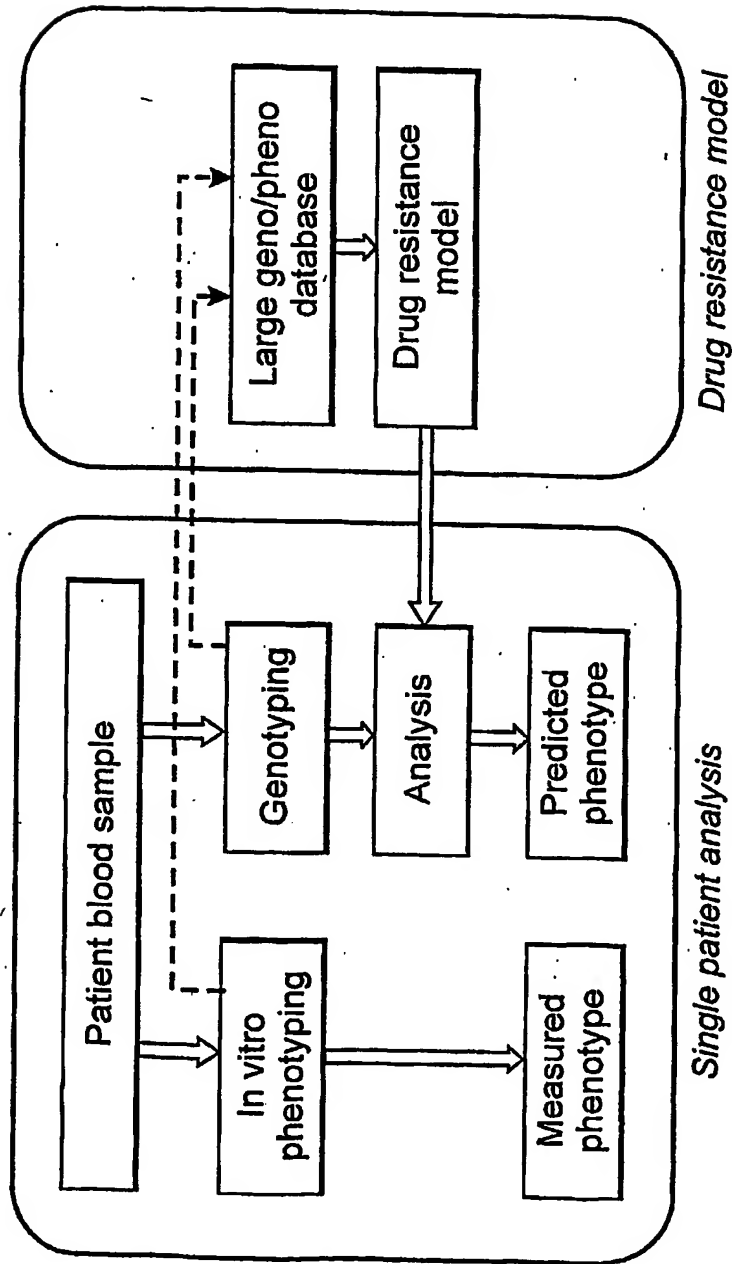 Patient blood sample
In vitro
phenotyping
Genotyping
Analysis
Measured
phenotype
Predicted
phenotype
Single patient analysis
Large geno/pheno
database
Drug resistance
model
Drug resistance model